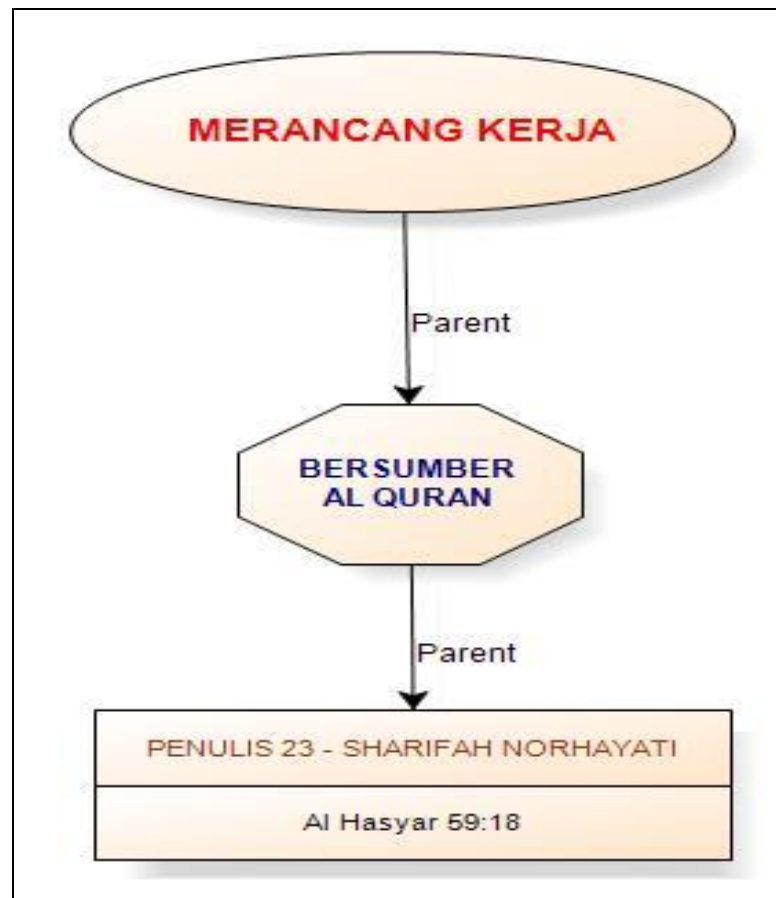 MERANCANG KERJA
Parent
BERSUMBER
AL QURAN
Parent
PENULIS 23 - SHARIFAH NORHAYATI
Al Hasyar 59:18